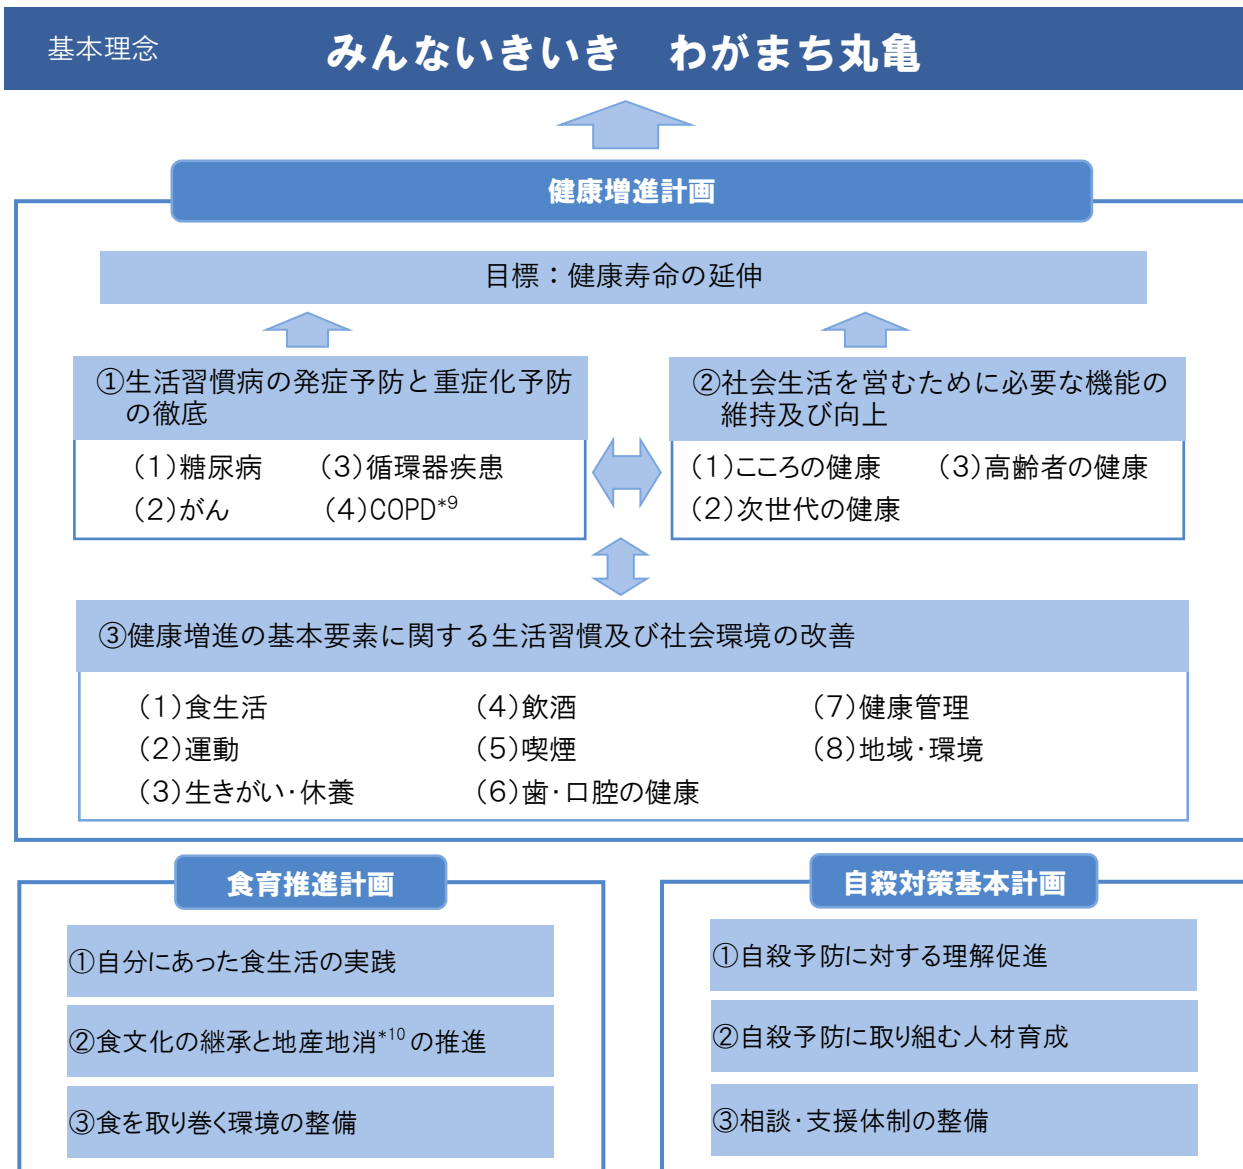 基本理念 みんないきいき　わがまち丸亀
健康増進計画
目標：健康寿命の延伸
①生活習慣病の発症予防と重症化予防
の徹底
(1)糖尿病 (3)循環器疾患
(2)がん (4)COPD*9
②社会生活を営むために必要な機能の
維持及び向上
(1)こころの健康 (3)高齢者の健康
(2)次世代の健康
③健康増進の基本要素に関する生活習慣及び社会環境の改善
(1)食生活 (4)飲酒 (7)健康管理
(2)運動 (5)喫煙 (8)地域・環境
(3)生きがい・休養 (6)歯・口腔の健康
食育推進計画
①自分にあった食生活の実践
②食文化の継承と地産地消*10の推進
③食を取り巻く環境の整備
自殺対策基本計画
①自殺予防に対する理解促進
②自殺予防に取り組む人材育成
③相談・支援体制の整備